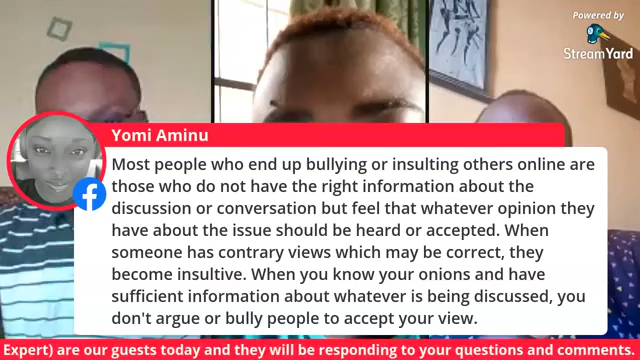 Powered by
StreamYard
Yomi Aminu
Most people who end up bullying or insulting others online are
those who do not have the right information about the
discussion or conversation but feel that whatever opinion they
have about the issue should be heard or accepted. When
someone has contrary views which may be correct, they
become insultive. When you know your onions and have
sufficient information about whatever is being discussed, you
don't argue or bully people to accept your view.
Expert) are our guests today and they will be responding to your questions and comments.